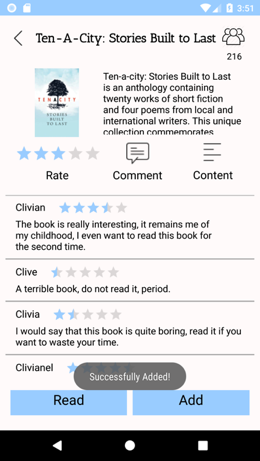 3:51
Ten-A-City: Stories Built to Last
216
TEN A CITY
STORIES
BUILT
TO LAST
Ten-a-city: Stories Built to Last
is an anthology containing
twenty works of short fiction
and four poems from local and
international writers. This unique
collection commemorates
Rate
Comment
Content
Clivian
The book is really interesting, it remains me of
my childhood, I even want to read this book for
the second time.
Clive
A terrible book, do not read it, period.
Clivia
I would say that this book is quite boring, read it if you
want to waste your time.
Clivianel
Successfully Added!
Read
Add